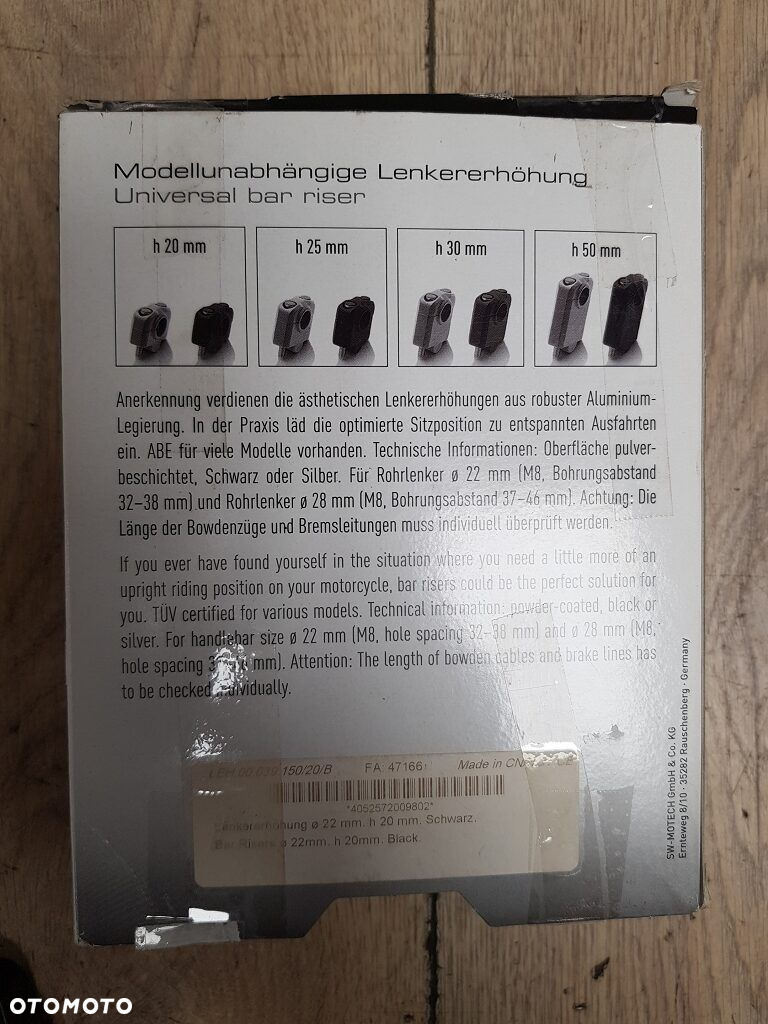 Modellunabhängige Lenkererhöhung
Universal bar riser
h 20 mm
h 25 mm
h 30 mm
h 50 mm
Anerkennung verdienen die ästhetischen Lenkererhöhungen aus robuster Aluminium-
Legierung. In der Praxis läd die optimierte Sitzposition zu entspannten Ausfahrten
ein. ABE für viele Modelle vorhanden. Technische Informationen: Oberfläche pulver-
beschichtet, Schwarz oder Silber. Für Rohrlenker ø 22 mm (M8, Bohrungsabstand
32–38 mm) und Rohrlenker ø 28 mm (M8, Bohrungsabstand 37–46 mm). Achtung: Die
Länge der Bowdenzüge und Bremsleitungen muss individuell überprüft werden.
If you ever have found yourself in the situation where you need a little more of an
upright riding position on your motorcycle, bar risers could be the perfect solution for
you. TÜV certified for various models. Technical information: powder-coated, black or
silver. For handlebar size ø 22 mm (M8, hole spacing 32–38 mm) and ø 28 mm (M8,
hole spacing mm). Attention: The length of bowden cables and brake lines has
to be checked
LEH.00.039.150/20/B FA: 47166 Made in
*4052572009802*
Lenkererhöhung ø 22 mm. h 20 mm. Schwarz.
Bar Risers ø 22mm. h 20mm. Black.
SW-MOTECH GmbH & Co. KG
Ernteweg 8/10 · 35282 Rauschenberg · Germany
OTOMOTO